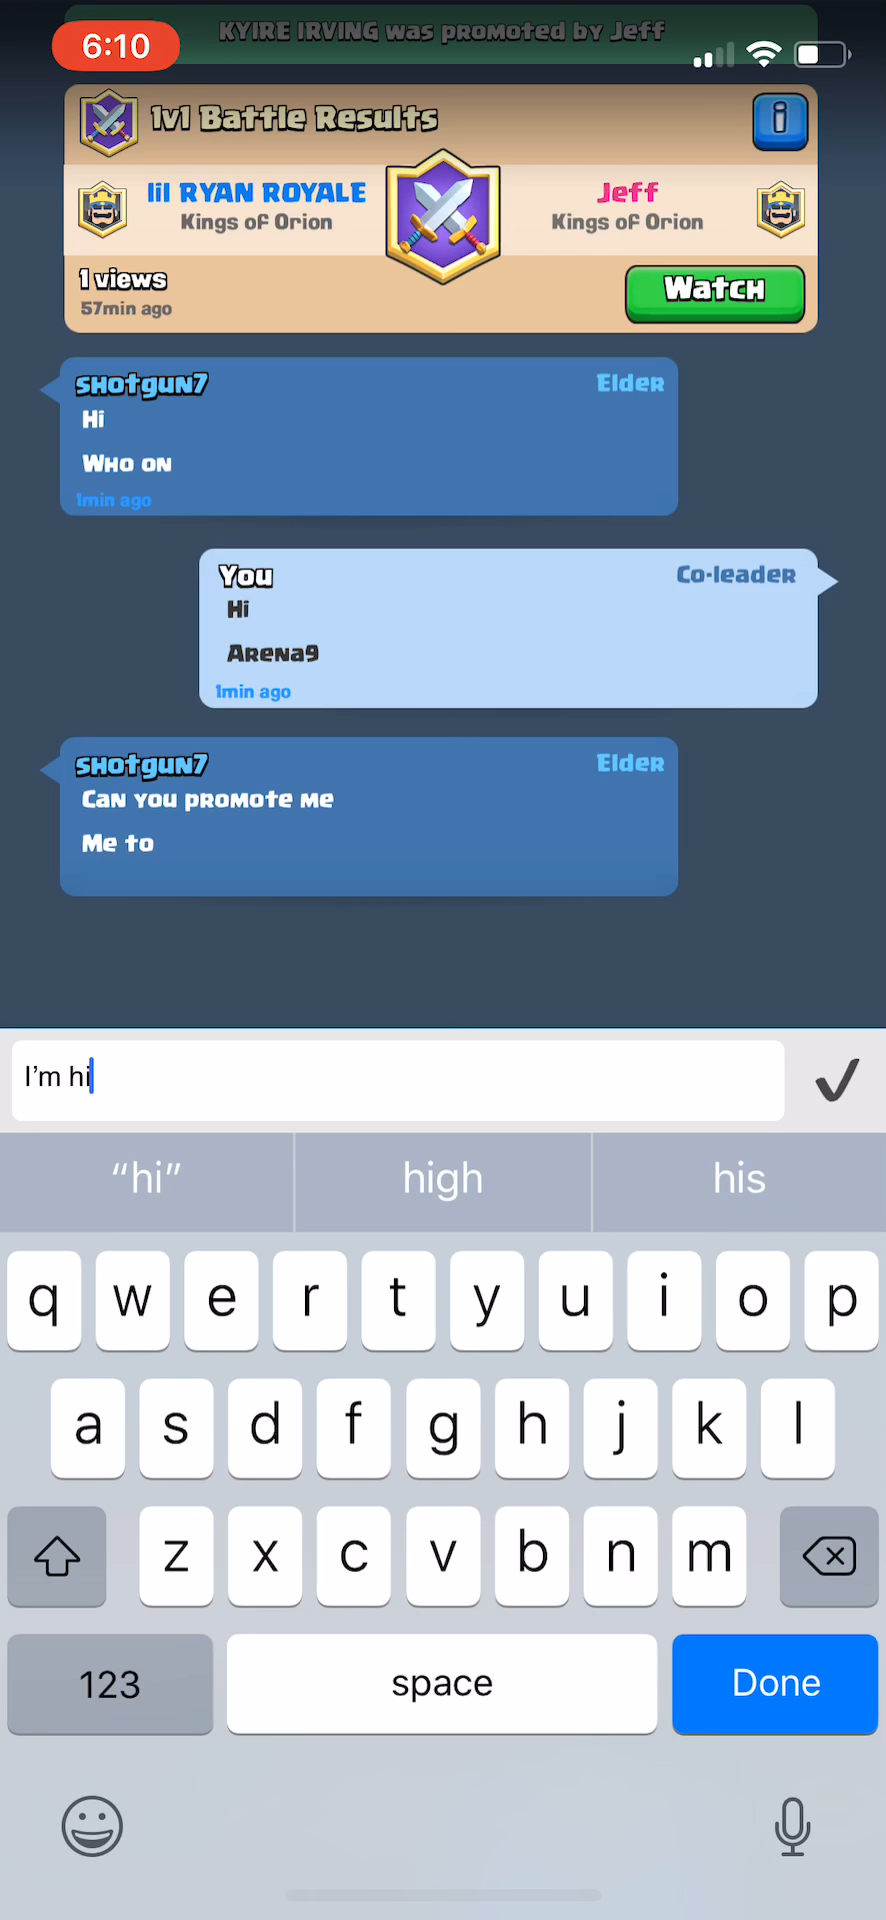 KYIRE IRVING was promoted by Jeff
6:10
1v1 Battle Results
i
lil RYAN ROYALE
Kings of Orion
Jeff
Kings of Orion
1 views
57min ago
Watch
shotgun7
Elder
Hi
Who on
1min ago
You
Co-leader
Hi
Arena9
1min ago
shotgun7
Elder
Can you promote me
Me to
I'm hi
“hi”
high
his
q w e r t y u i o p
a s d f g h j k l
z x c v b n m
123
space
Done